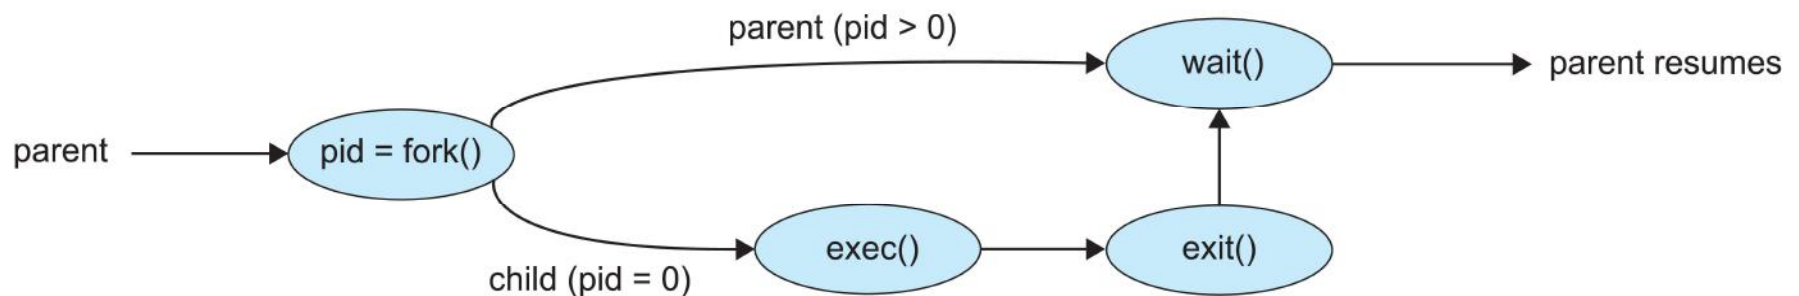 parent (pid > 0)
wait()
parent resumes
parent
pid = fork()
exec()
exit()
child (pid = 0)